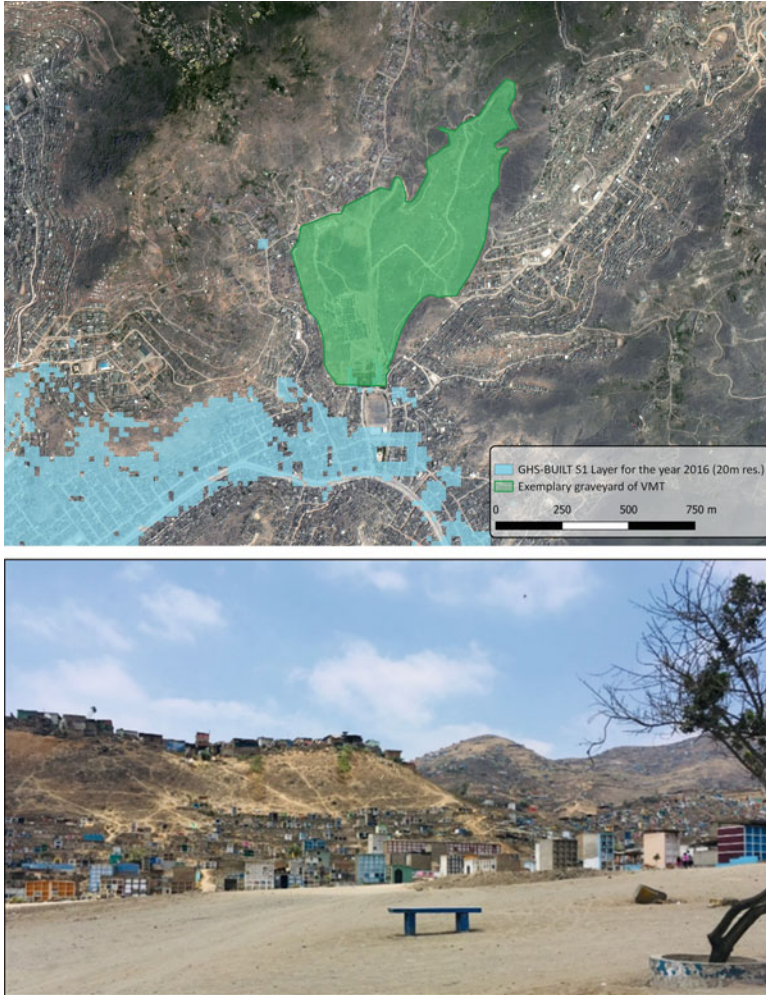 GHS-BUILT S1 Layer for the year 2016 (20m res.)
Exemplary graveyard of VMT
0 250 500 750 m